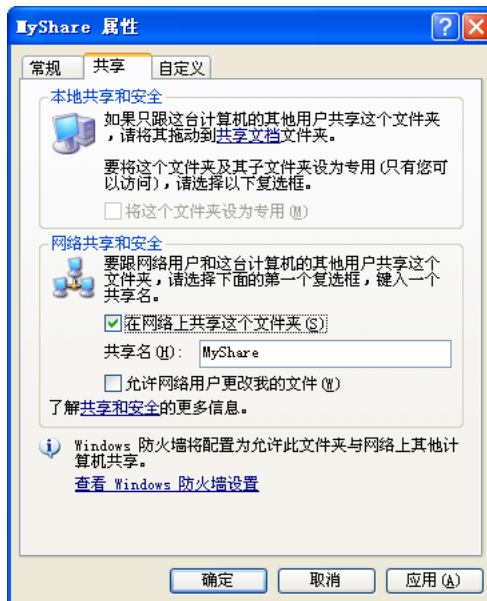 MyShare 属性
常规 共享 自定义
本地共享和安全
如果只跟这台计算机的其他用户共享这个文件夹
，请将其拖动到共享文档文件夹。
要将这个文件夹及其子文件夹设为专用(只有您可
以访问)，请选择以下复选框。
将这个文件夹设为专用(M)
网络共享和安全
要跟网络用户和这台计算机的其他用户共享这个
文件夹，请选择下面的第一个复选框，键入一个
共享名。
在网络上共享这个文件夹(S)
共享名(H): MyShare
允许网络用户更改我的文件(W)
了解共享和安全的更多信息。
Windows 防火墙将配置为允许此文件夹与网络上其他计
算机共享。
查看 Windows 防火墙设置
确定 取消 应用(A)